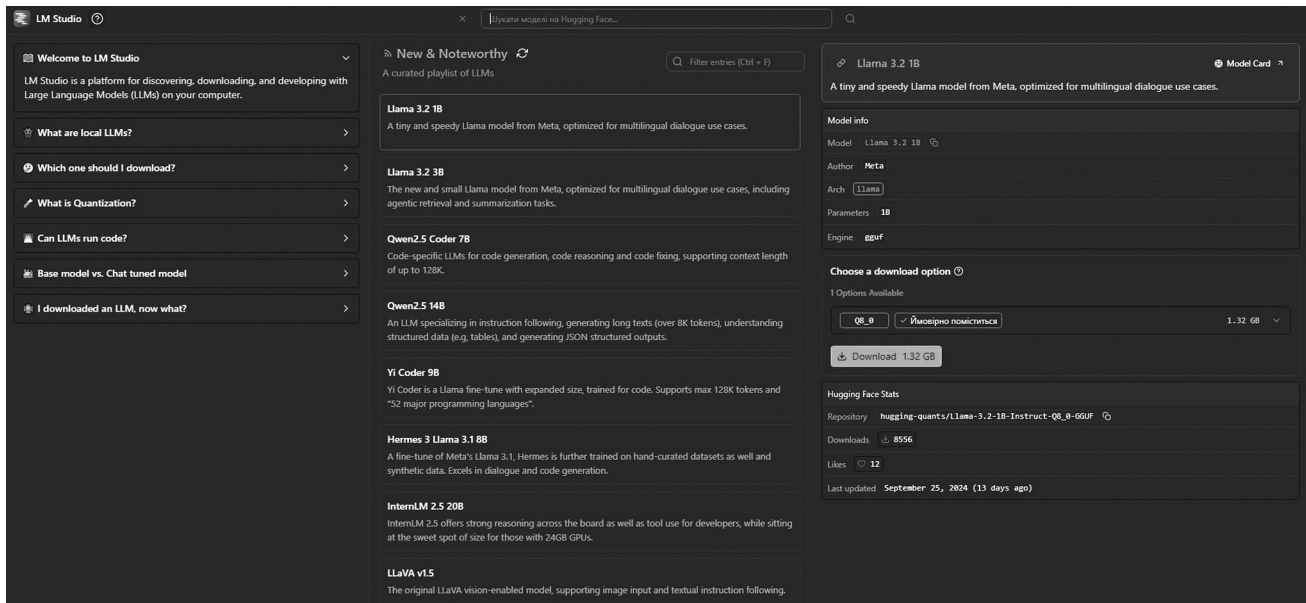 LM Studio
Шукати моделі на Hugging Face...
Welcome to LM Studio
LM Studio is a platform for discovering, downloading, and developing with
Large Language Models (LLMs) on your computer.
What are local LLMs?
Which one should I download?
What is Quantization?
Can LLMs run code?
Base model vs. Chat tuned model
I downloaded an LLM, now what?
New & Noteworthy
Filter entries (Ctrl + F)
A curated playlist of LLMs
Llama 3.2 1B
A tiny and speedy Llama model from Meta, optimized for multilingual dialogue use cases.
Llama 3.2 3B
The new and small Llama model from Meta, optimized for multilingual dialogue use cases, including
agentic retrieval and summarization tasks.
Qwen2.5 Coder 7B
Code-specific LLMs for code generation, code reasoning and code fixing, supporting context length
of up to 128K.
Qwen2.5 14B
An LLM specializing in instruction following, generating long texts (over 8K tokens), understanding
structured data (e.g, tables), and generating JSON structured outputs.
Yi Coder 9B
Yi Coder is a Llama fine-tune with expanded size, trained for code. Supports max 128K tokens and
"52 major programming languages".
Hermes 3 Llama 3.1 8B
A fine-tune of Meta's Llama 3.1, Hermes is further trained on hand-curated datasets as well and
synthetic data. Excels in dialogue and code generation.
InternLM 2.5 20B
InternLM 2.5 offers strong reasoning across the board as well as tool use for developers, while sitting
at the sweet spot of size for those with 24GB GPUs.
LLaVA v1.5
The original LLaVA vision-enabled model, supporting image input and textual instruction following.
Llama 3.2 1B Model Card
A tiny and speedy Llama model from Meta, optimized for multilingual dialogue use cases.
Model info
Model Llama 3.2 1B
Author Meta
Arch llama
Parameters 1B
Engine gguf
Choose a download option
1 Options Available
Q8_0 Ймовірно поміститься 1.32 GB
Download 1.32 GB
Hugging Face Stats
Repository hugging-quants/Llama-3.2-1B-Instruct-Q8_0-GGUF
Downloads 8556
Likes 12
Last updated September 25, 2024 (13 days ago)